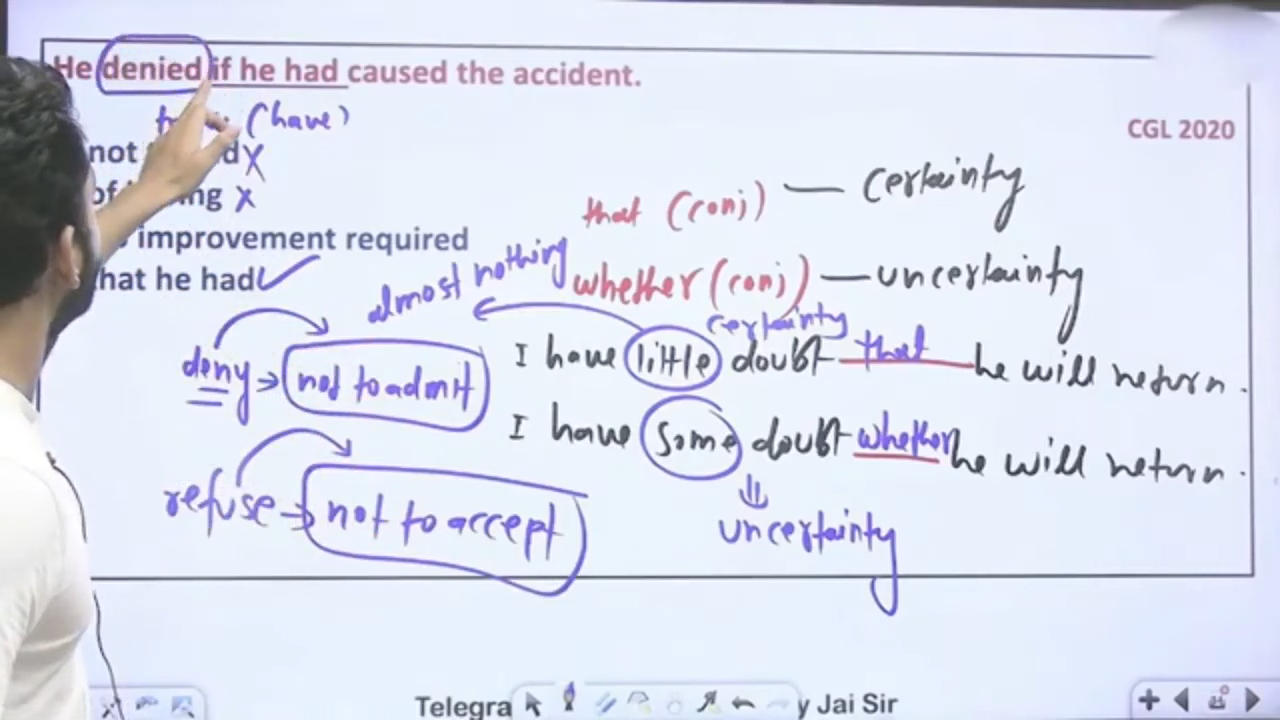 He denied if he had caused the accident.
(have)
CGL 2020
not X
of X
improvement required
that he had
that (conj) — certainty
whether (conj) — uncertainty
almost nothing
certainty
I have little doubt that he will return.
I have some doubt whether he will return.
uncertainty
deny → not to admit
refuse → not to accept
Telegra y Jai Sir